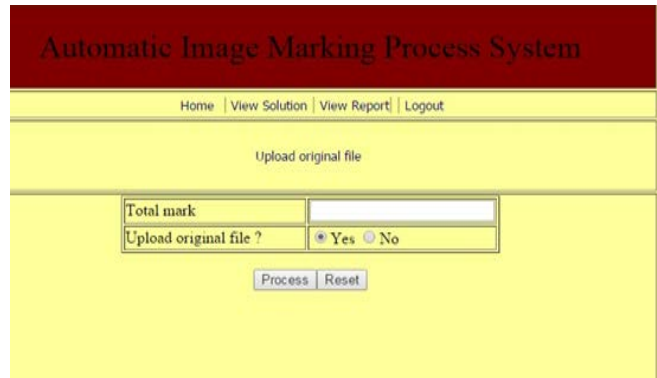 Automatic Image Marking Process System
Home | View Solution | View Report | Logout
Upload original file
Total mark
Upload original file ? Yes No
Process Reset